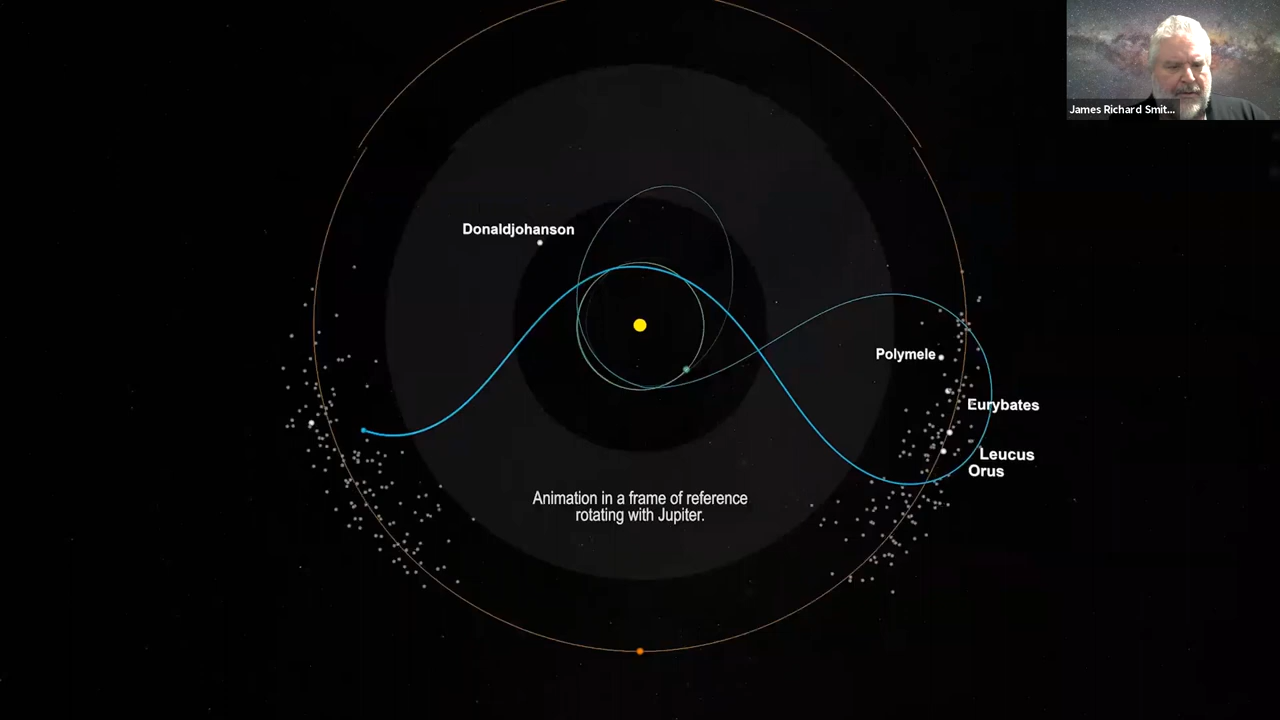 James Richard Smit...
Donaldjohanson
Polymele
Eurybates
Leucus
Orus
Animation in a frame of reference
rotating with Jupiter.